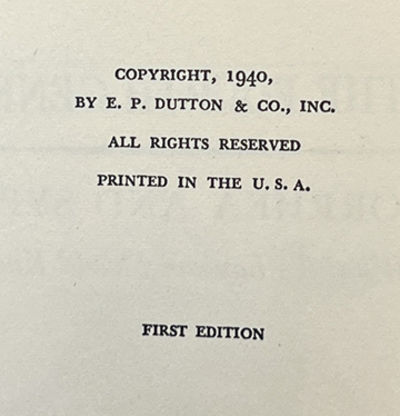 COPYRIGHT, 1940,
BY E. P. DUTTON & CO., INC.
ALL RIGHTS RESERVED
PRINTED IN THE U. S. A.
FIRST EDITION